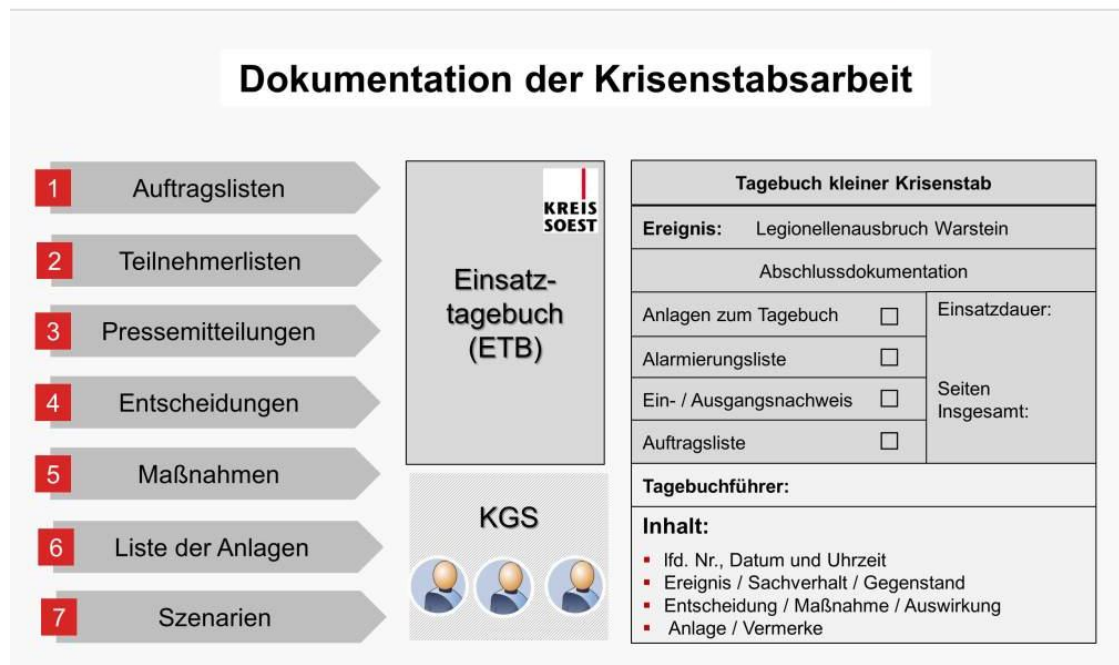 Dokumentation der Krisenstabsarbeit
1 Auftragslisten
2 Teilnehmerlisten
3 Pressemitteilungen
4 Entscheidungen
5 Maßnahmen
6 Liste der Anlagen
7 Szenarien
KREIS
SOEST
Einsatz-
tagebuch
(ETB)
KGS
Tagebuch kleiner Krisenstab
Ereignis: Legionellenausbruch Warstein
Abschlussdokumentation
Anlagen zum Tagebuch
Alarmierungsliste
Ein- / Ausgangsnachweis
Auftragsliste
Einsatzdauer:
Seiten
Insgesamt:
Tagebuchführer:
Inhalt:
lfd. Nr., Datum und Uhrzeit
Ereignis / Sachverhalt / Gegenstand
Entscheidung / Maßnahme / Auswirkung
Anlage / Vermerke